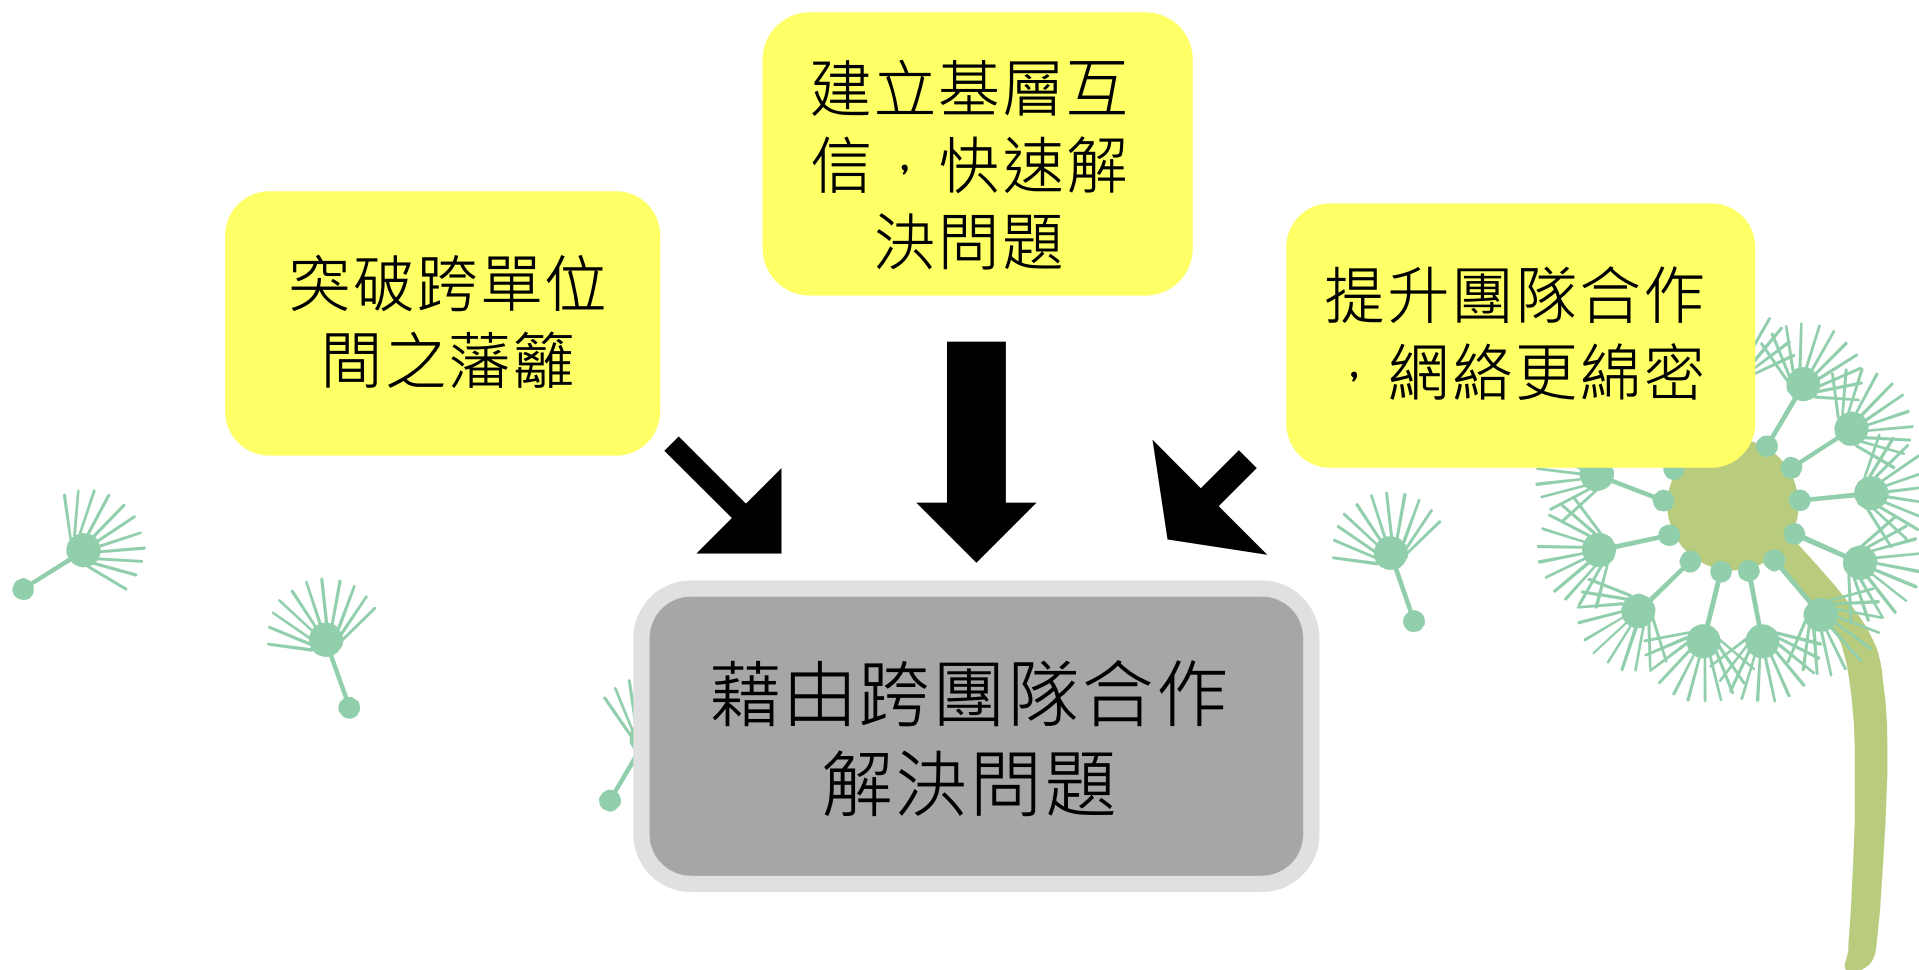 建立基層互
信，快速解
決問題
突破跨單位
間之藩籬
提升團隊合作
，網絡更綿密
藉由跨團隊合作
解決問題